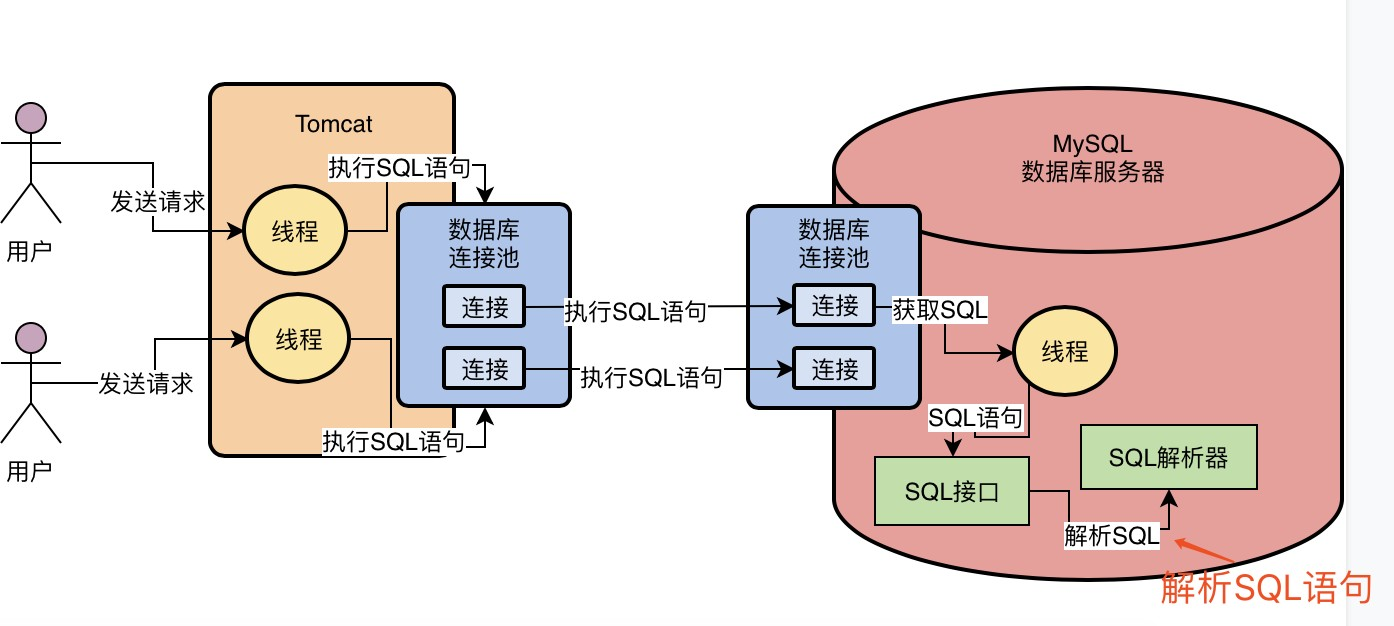 Tomcat
MySQL
数据库服务器
执行SQL语句
发送请求
线程
数据库
连接池
数据库
连接池
用户
连接
执行SQL语句
连接
获取SQL
线程
线程
连接
执行SQL语句
连接
发送请求
SQL语句
执行SQL语句
SQL解析器
用户
SQL接口
解析SQL
解析SQL语句